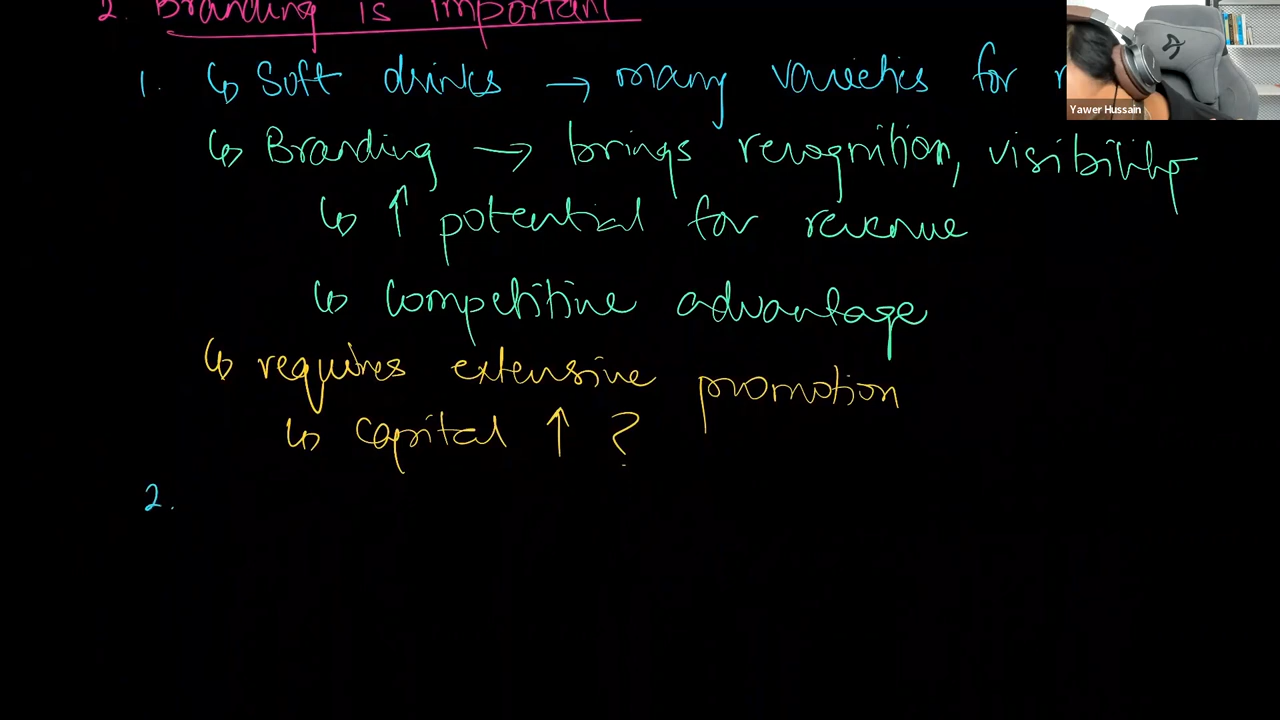 2. Branding is important
1. ↳ Soft drinks → many varieties for
Yawer Hussain
↳ Branding → brings recognition, visibility
↳ ↑ potential for revenue
↳ competitive advantage
↳ requires extensive promotion
↳ capital ↑ ?
2.